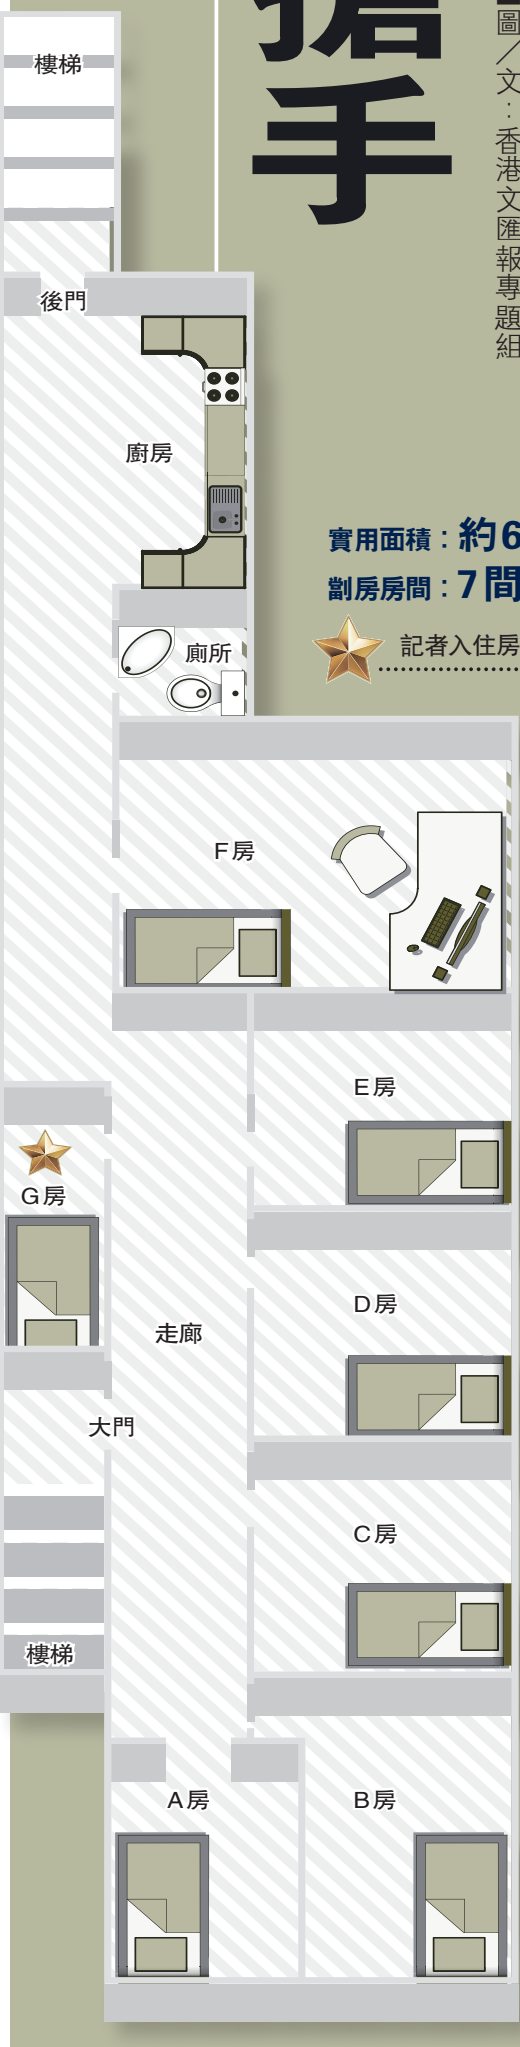 搶手
圖／文：香港文匯報專題組
實用面積：約6
劏房房間：7間
記者入住房
樓梯
後門
廚房
廁所
F房
E房
G房
D房
走廊
大門
C房
樓梯
A房
B房